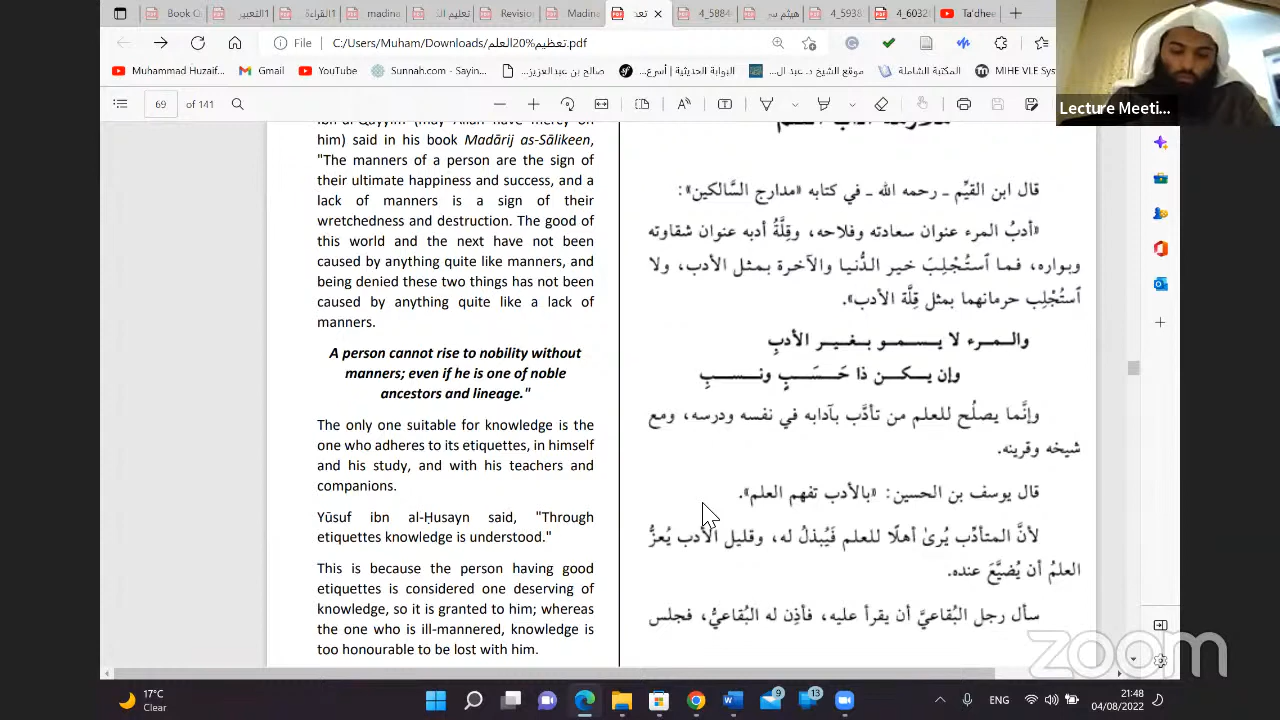 Book O
1التعبير
1القراءة
madina
تعليم ال
Revision
Madina
تعد
4_5884
هيثم سر
4_5938
4_6032
Ta'dhee
File
C:/Users/Muham/Downloads/تعظيم%20العلم.pdf
Muhammad Huzaif...
Gmail
YouTube
Sunnah.com - Sayin...
صالح بن عبد العزيز...
البوابة الحديثية | أسرع...
موقع الشيخ د. عبد ال...
المكتبة الشاملة
MIHE VLE System
Lecture Meeti...
69 of 141
him) said in his book Madārij as-Sālikeen,
"The manners of a person are the sign of
their ultimate happiness and success, and a
lack of manners is a sign of their
wretchedness and destruction. The good of
this world and the next have not been
caused by anything quite like manners, and
being denied these two things has not been
caused by anything quite like a lack of
manners.
A person cannot rise to nobility without
manners; even if he is one of noble
ancestors and lineage."
The only one suitable for knowledge is the
one who adheres to its etiquettes, in himself
and his study, and with his teachers and
companions.
Yūsuf ibn al-Ḥusayn said, "Through
etiquettes knowledge is understood."
This is because the person having good
etiquettes is considered one deserving of
knowledge, so it is granted to him; whereas
the one who is ill-mannered, knowledge is
too honourable to be lost with him.
قال ابن القيِّم ـ رحمه الله ـ في كتابه «مدارج السَّالكين»:
«أدبُ المرء عنوان سعادته وفلاحه، وقِلَّةُ أدبه عنوان شقاوته
وبواره، فما ٱستُجْلِبَ خير الدُّنيا والآخرة بمثل الأدب، ولا
ٱستُجْلِب حرمانهما بمثل قِلَّة الأدب».
والـمـرء لا يـسـمـو بـغـيـر الأدبِ
وإن يـكـن ذا حَـسَـبٍ ونـسـبِ
وإنَّما يصلُح للعلم من تأدَّب بآدابه في نفسه ودرسه، ومع
شيخه وقرينه.
قال يوسف بن الحسين: «بالأدب تفهم العلم».
لأنَّ المتأدِّب يُرىٰ أهلًا للعلم فَيُبذلُ له، وقليل الأدب يُعزُّ
العلمُ أن يُضيَّعَ عنده.
سأل رجل البُقاعيَّ أن يقرأ عليه، فأذِن له البُقاعيُّ، فجلس
zoom
17°C
Clear
9
13
ENG
21:48
04/08/2022